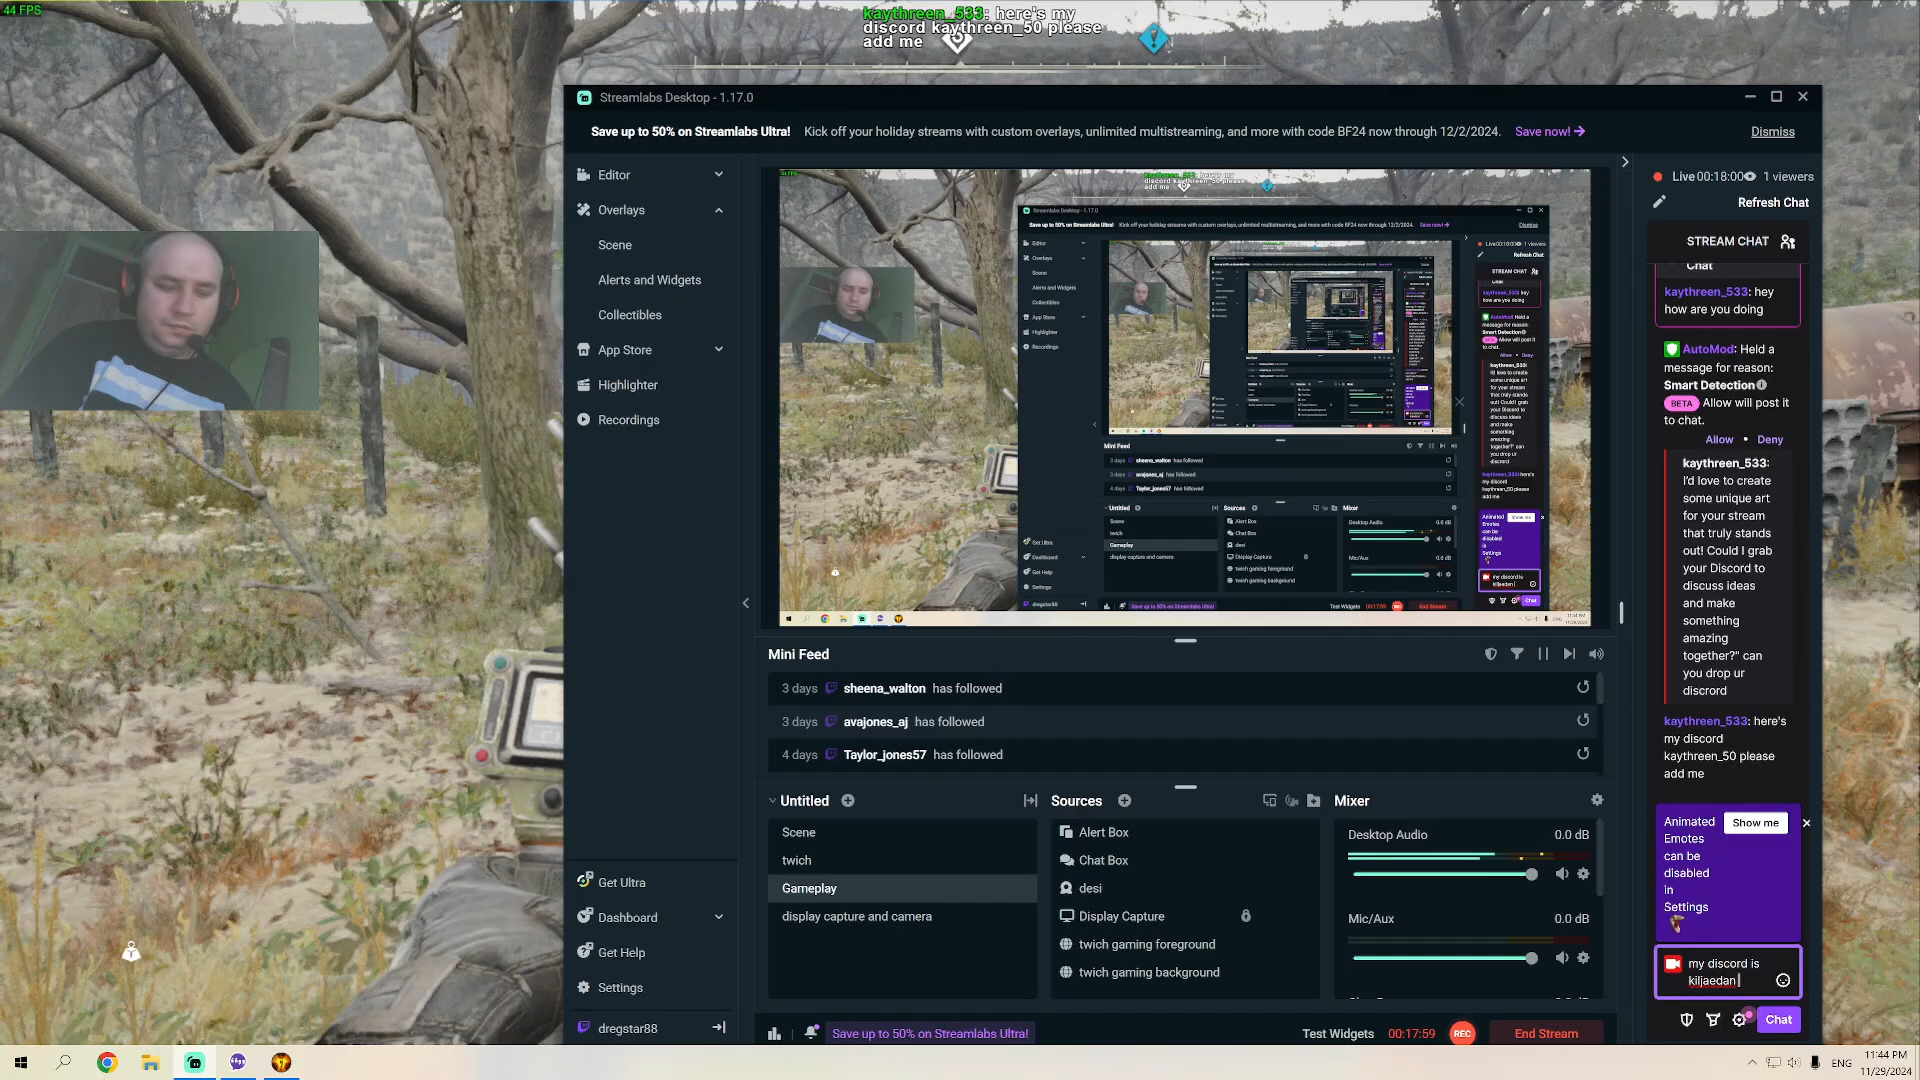 44 FPS
kaythreen_533: here's my
discord kaythreen_50 please
add me
Streamlabs Desktop - 1.17.0
Save up to 50% on Streamlabs Ultra! Kick off your holiday streams with custom overlays, unlimited multistreaming, and more with code BF24 now through 12/2/2024. Save now! Dismiss
Editor
Overlays
Scene
Alerts and Widgets
Collectibles
App Store
Highlighter
Recordings
Get Ultra
Dashboard
Get Help
Settings
dregstar88
Mini Feed
3 days sheena_walton has followed
3 days avajones_aj has followed
4 days Taylor_jones57 has followed
Untitled
Scene
twich
Gameplay
display capture and camera
Sources
Alert Box
Chat Box
desi
Display Capture
twich gaming foreground
twich gaming background
Mixer
Desktop Audio 0.0 dB
Mic/Aux 0.0 dB
Save up to 50% on Streamlabs Ultra!
Test Widgets 00:17:59 REC End Stream
Live 00:18:00 1 viewers
Refresh Chat
STREAM CHAT
Chat
kaythreen_533: hey
how are you doing
AutoMod: Held a
message for reason:
Smart Detection
BETA Allow will post it
to chat.
Allow • Deny
kaythreen_533:
I'd love to create
some unique art
for your stream
that truly stands
out! Could I grab
your Discord to
discuss ideas
and make
something
amazing
together?" can
you drop ur
discrord
kaythreen_533: here's
my discord
kaythreen_50 please
add me
Animated
Emotes
can be
disabled
in
Settings
Show me
my discord is
kiljaedan
Chat
ENG
11:44 PM
11/29/2024